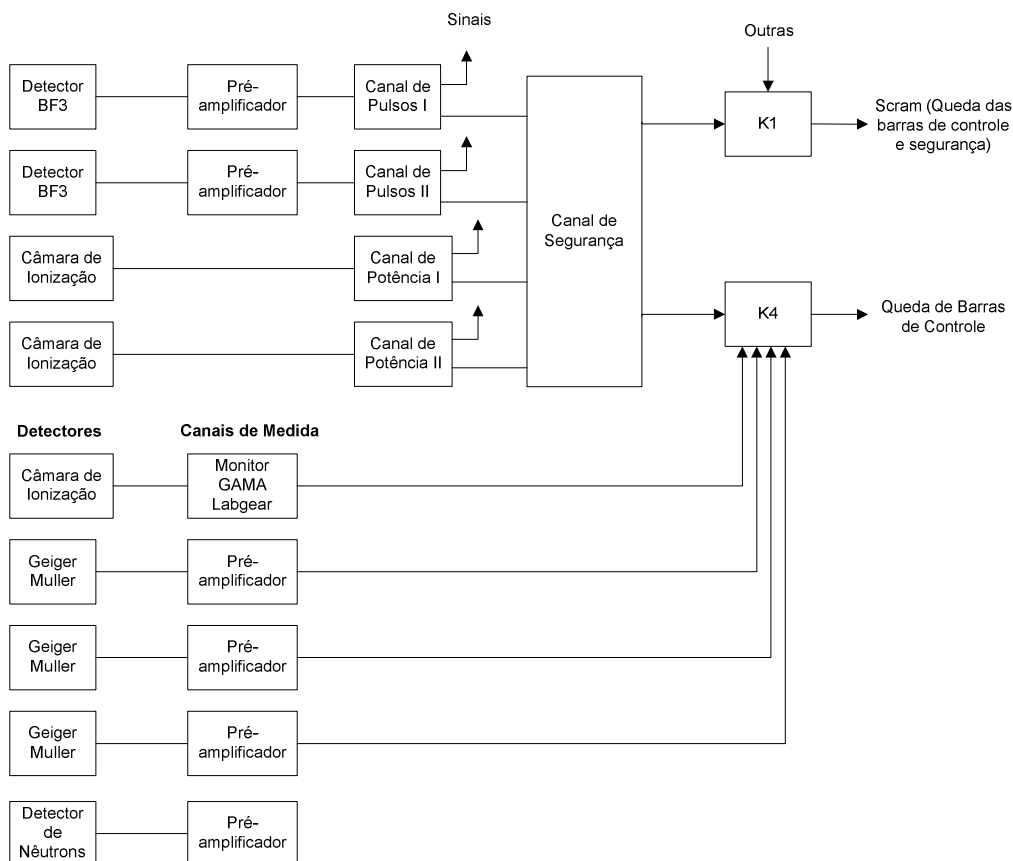 Sinais
Outras
Detector
BF3
Pré-
amplificador
Canal de
Pulsos I
K1
Scram (Queda das
barras de controle
e segurança)
Detector
BF3
Pré-
amplificador
Canal de
Pulsos II
Canal de
Segurança
Câmara de
Ionização
Canal de
Potência I
Câmara de
Ionização
Canal de
Potência II
K4
Queda de Barras
de Controle
Detectores
Canais de Medida
Câmara de
Ionização
Monitor
GAMA
Labgear
Geiger
Muller
Pré-
amplificador
Geiger
Muller
Pré-
amplificador
Geiger
Muller
Pré-
amplificador
Detector
de
Nêutrons
Pré-
amplificador